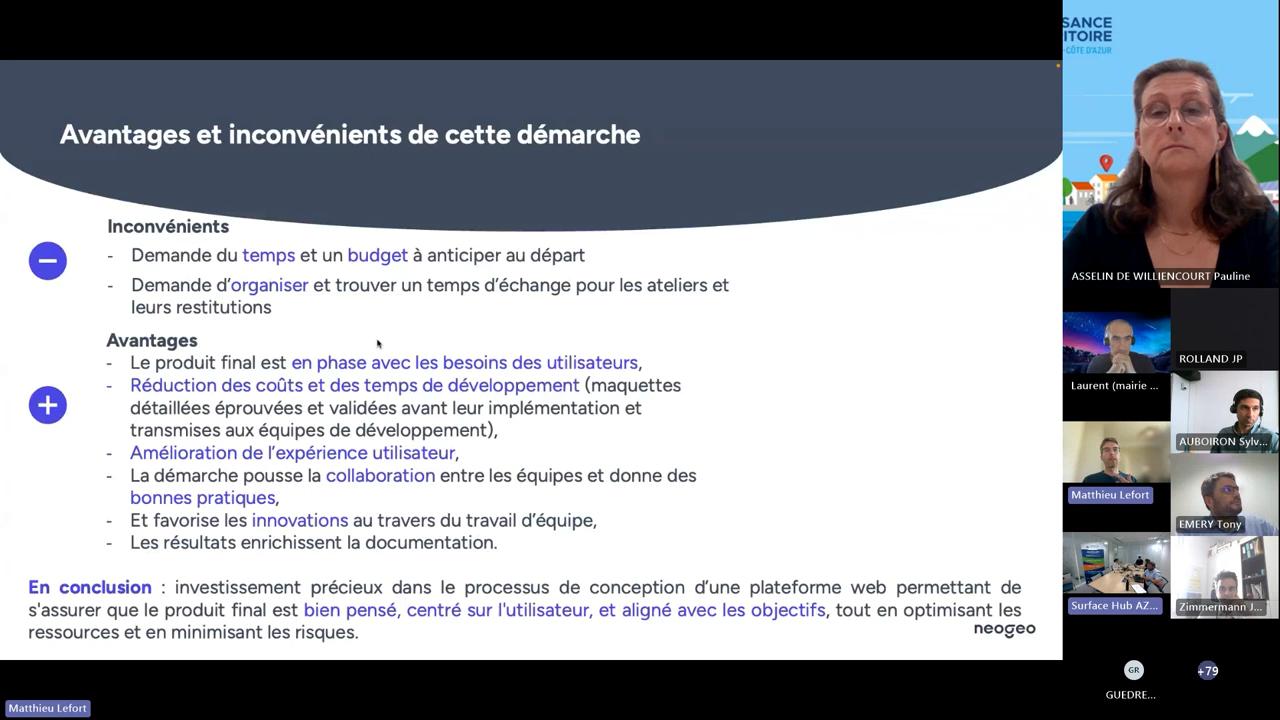 Avantages et inconvénients de cette démarche
Inconvénients
- Demande du temps et un budget à anticiper au départ
- Demande d'organiser et trouver un temps d'échange pour les ateliers et
leurs restitutions
Avantages
- Le produit final est en phase avec les besoins des utilisateurs,
- Réduction des coûts et des temps de développement (maquettes
détaillées éprouvées et validées avant leur implémentation et
transmises aux équipes de développement),
- Amélioration de l'expérience utilisateur,
- La démarche pousse la collaboration entre les équipes et donne des
bonnes pratiques,
- Et favorise les innovations au travers du travail d'équipe,
- Les résultats enrichissent la documentation.
En conclusion : investissement précieux dans le processus de conception d'une plateforme web permettant de
s'assurer que le produit final est bien pensé, centré sur l'utilisateur, et aligné avec les objectifs, tout en optimisant les
ressources et en minimisant les risques.
neogeo
Matthieu Lefort
SANCE
ITOIRE
-CÔTE D'AZUR
ASSELIN DE WILLIENCOURT Pauline
Laurent (mairie ...
ROLLAND JP
AUBOIRON Sylv...
Matthieu Lefort
EMERY Tony
Surface Hub AZ...
Zimmermann J...
GR
GUEDRE...
+79